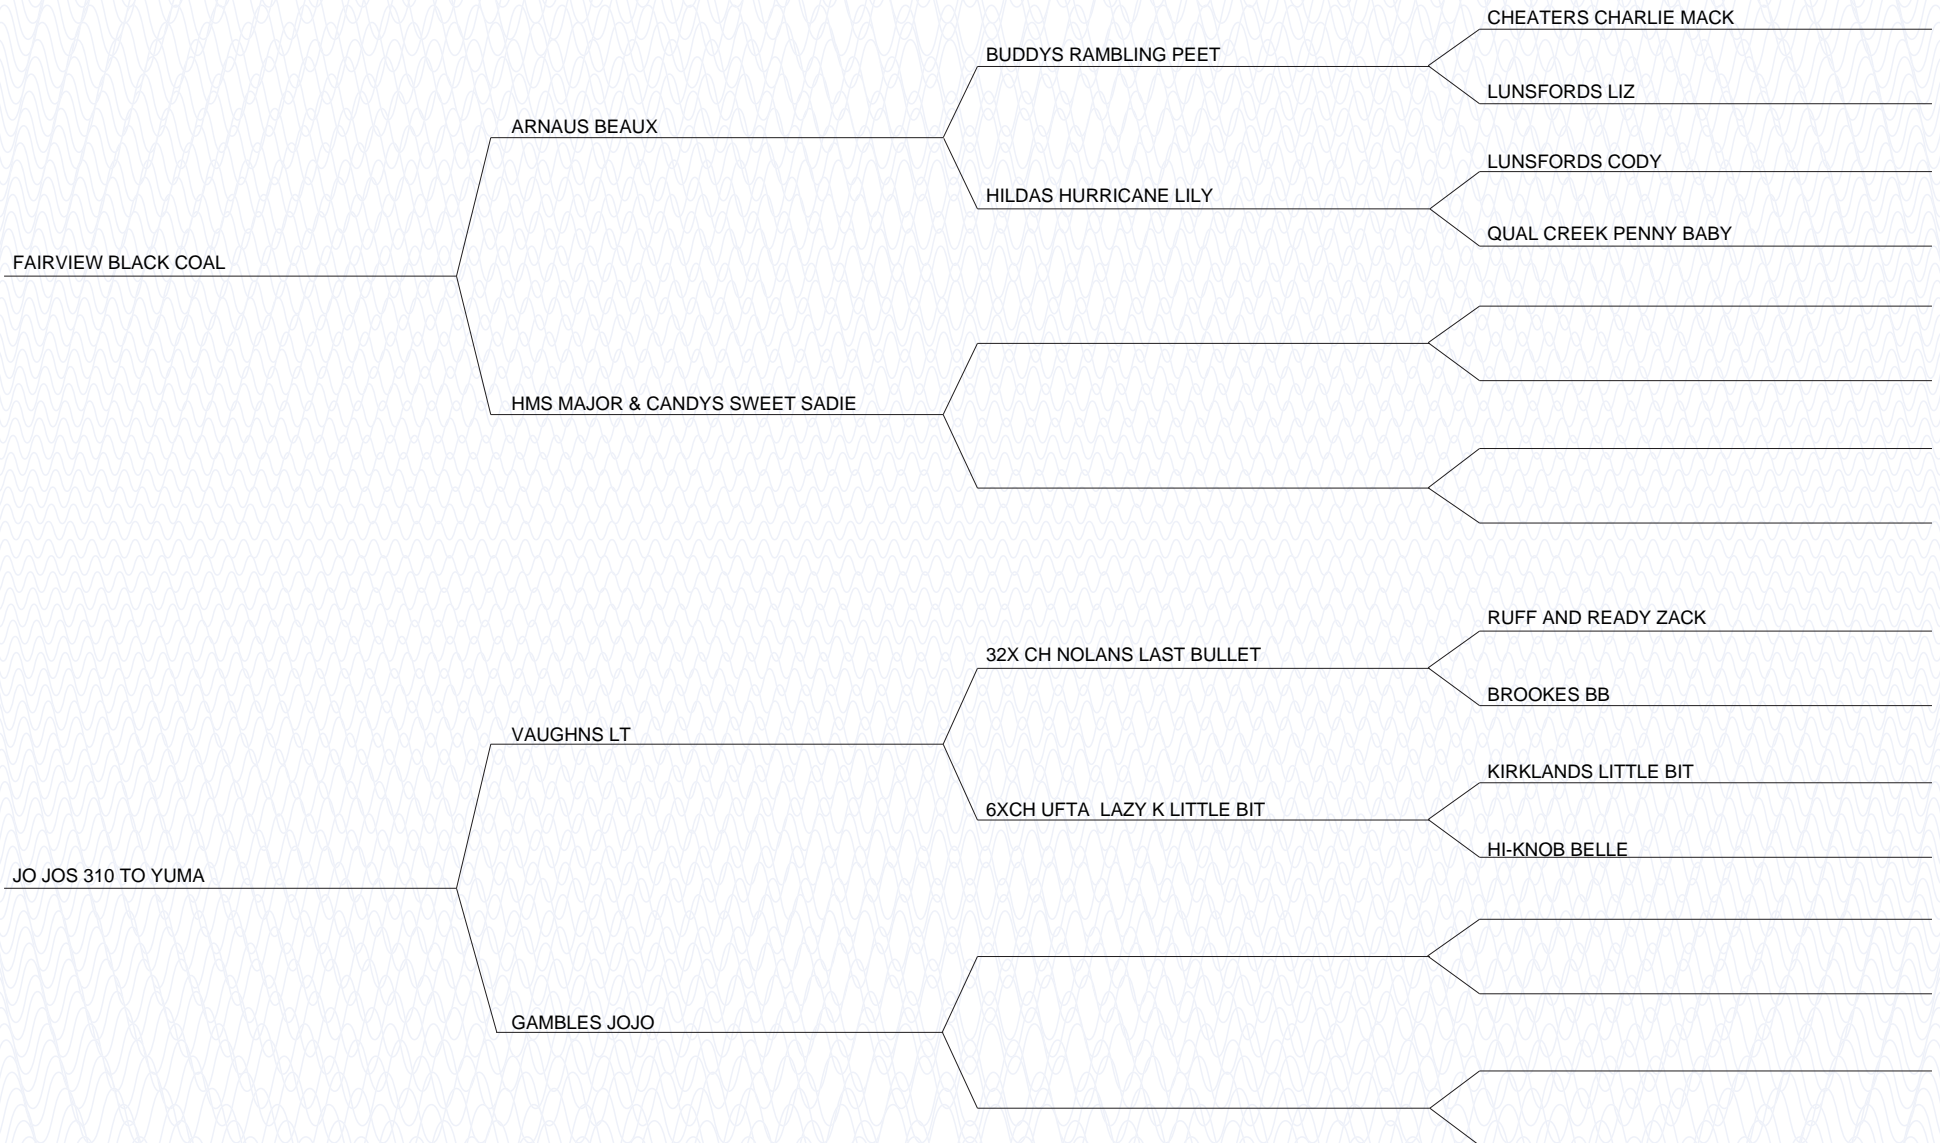 CHEATERS CHARLIE MACK
BUDDYS RAMBLING PEET
LUNSFORDS LIZ
ARNAUS BEAUX
LUNSFORDS CODY
HILDAS HURRICANE LILY
QUAL CREEK PENNY BABY
FAIRVIEW BLACK COAL
HMS MAJOR & CANDYS SWEET SADIE
RUFF AND READY ZACK
32X CH NOLANS LAST BULLET
BROOKES BB
VAUGHNS LT
KIRKLANDS LITTLE BIT
6XCH UFTA  LAZY K LITTLE BIT
HI-KNOB BELLE
JO JOS 310 TO YUMA
GAMBLES JOJO